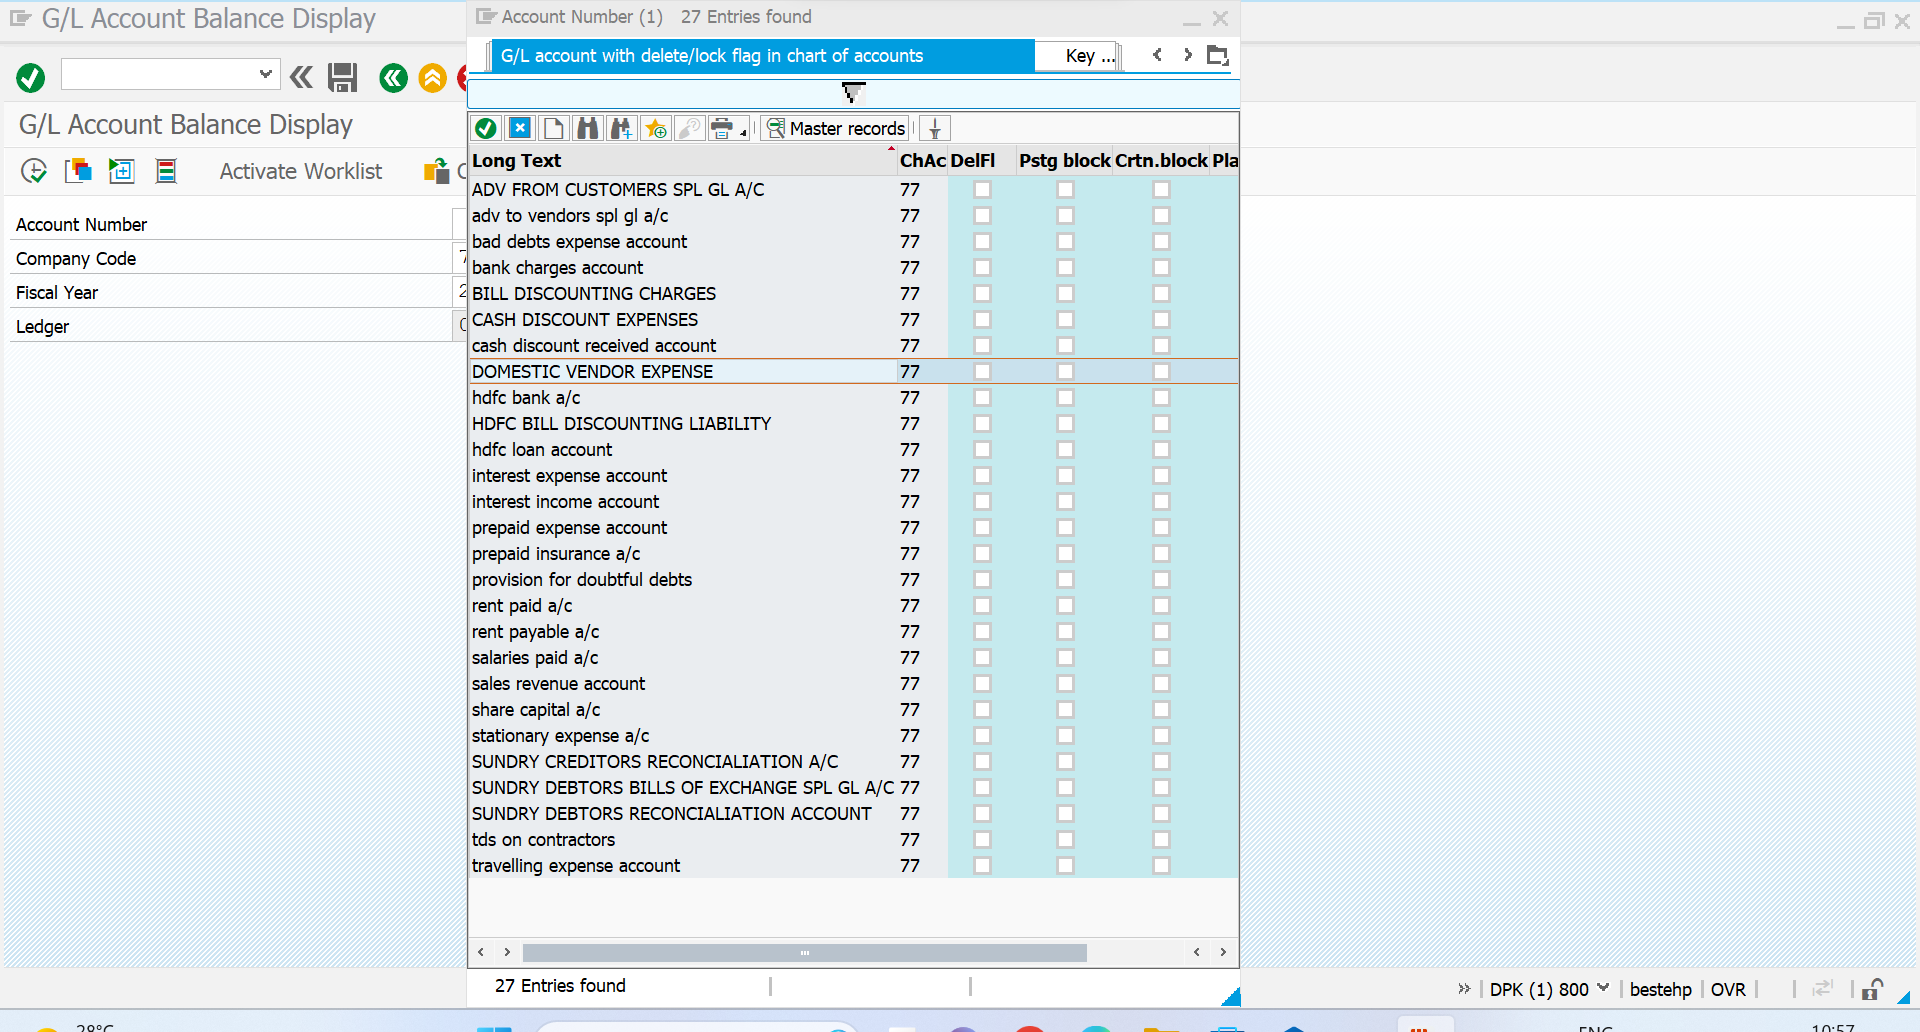 G/L Account Balance Display
Account Number (1) 27 Entries found
G/L account with delete/lock flag in chart of accounts
Key ...
G/L Account Balance Display
Master records
Activate Worklist
Long Text ChAc DelFl Pstg block Crtn.block Pla
ADV FROM CUSTOMERS SPL GL A/C 77
adv to vendors spl gl a/c 77
bad debts expense account 77
bank charges account 77
BILL DISCOUNTING CHARGES 77
CASH DISCOUNT EXPENSES 77
cash discount received account 77
DOMESTIC VENDOR EXPENSE 77
hdfc bank a/c 77
HDFC BILL DISCOUNTING LIABILITY 77
hdfc loan account 77
interest expense account 77
interest income account 77
prepaid expense account 77
prepaid insurance a/c 77
provision for doubtful debts 77
rent paid a/c 77
rent payable a/c 77
salaries paid a/c 77
sales revenue account 77
share capital a/c 77
stationary expense a/c 77
SUNDRY CREDITORS RECONCIALIATION A/C 77
SUNDRY DEBTORS BILLS OF EXCHANGE SPL GL A/C 77
SUNDRY DEBTORS RECONCIALIATION ACCOUNT 77
tds on contractors 77
travelling expense account 77
Account Number
Company Code
Fiscal Year
Ledger
27 Entries found
DPK (1) 800 bestehp OVR
28°C
ENG
10:57